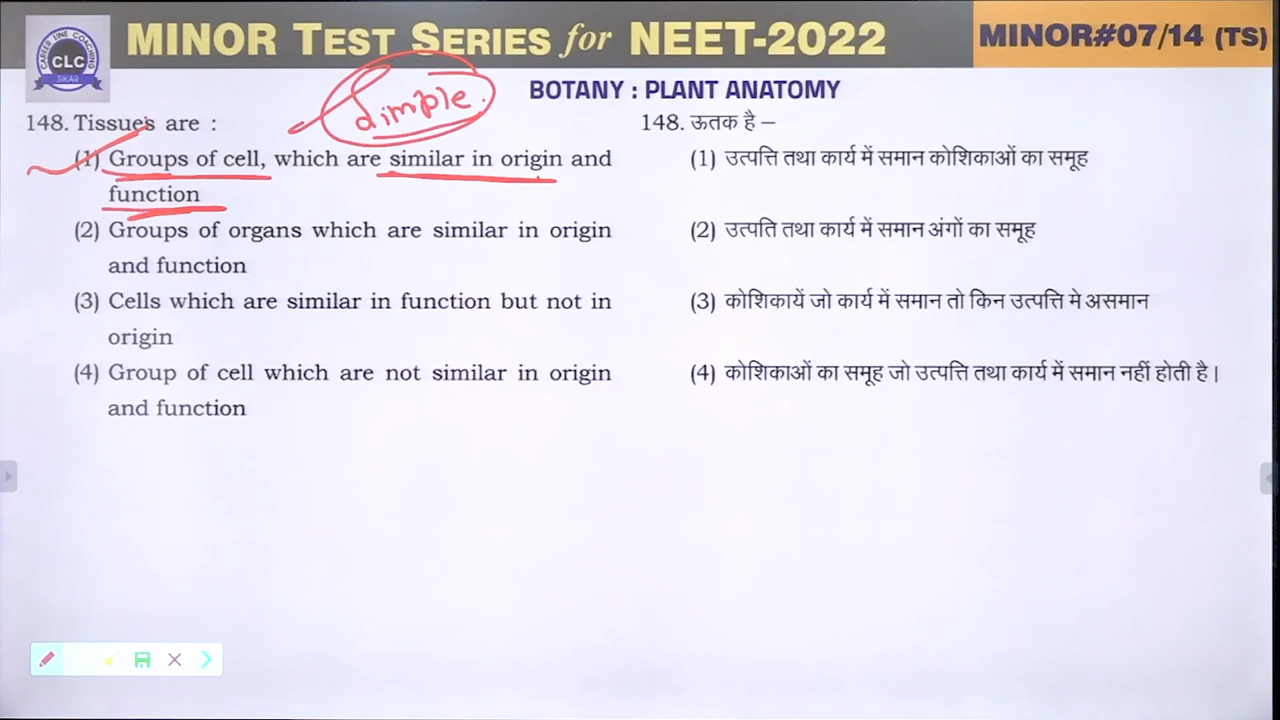 CAREER LINE COACHING
CLC
SIKAR
MINOR TEST SERIES for NEET-2022
MINOR#07/14 (TS)
BOTANY : PLANT ANATOMY
Simple.
148. Tissues are :
(1) Groups of cell, which are similar in origin and
function
(2) Groups of organs which are similar in origin
and function
(3) Cells which are similar in function but not in
origin
(4) Group of cell which are not similar in origin
and function
148. ऊतक है –
(1) उत्पत्ति तथा कार्य में समान कोशिकाओं का समूह
(2) उत्पति तथा कार्य में समान अंगों का समूह
(3) कोशिकायें जो कार्य में समान तो किन उत्पत्ति मे असमान
(4) कोशिकाओं का समूह जो उत्पत्ति तथा कार्य में समान नहीं होती है।